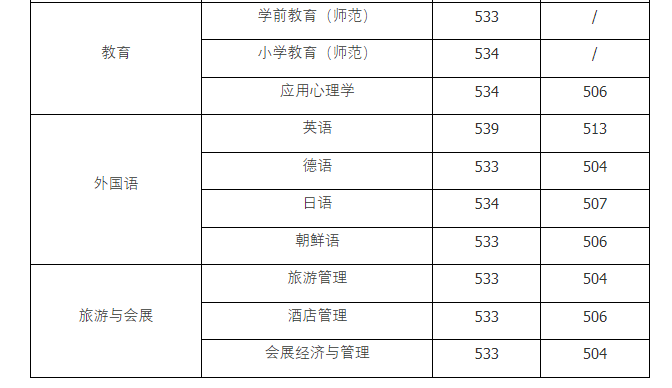 教育
学前教育（师范） 533 /
小学教育（师范） 534 /
应用心理学 534 506
外国语
英语 539 513
德语 533 504
日语 534 507
朝鲜语 533 506
旅游与会展
旅游管理 533 504
酒店管理 533 506
会展经济与管理 533 504